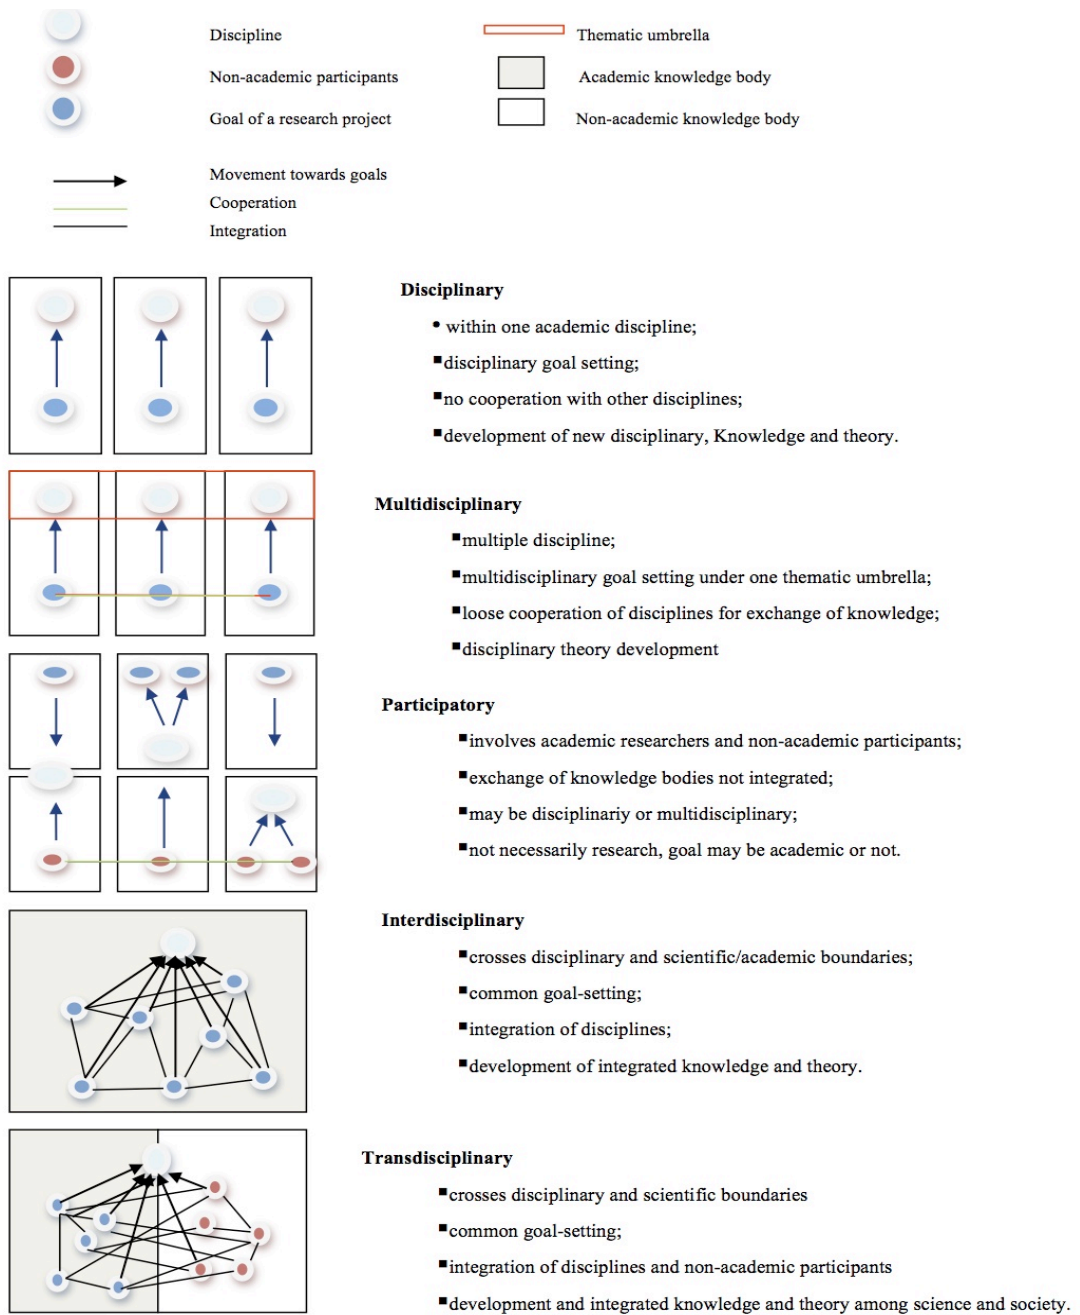 Discipline
Thematic umbrella
Non-academic participants
Academic knowledge body
Goal of a research project
Non-academic knowledge body
Movement towards goals
Cooperation
Integration
Disciplinary
• within one academic discipline;
▪disciplinary goal setting;
▪no cooperation with other disciplines;
▪development of new disciplinary, Knowledge and theory.
Multidisciplinary
▪multiple discipline;
▪multidisciplinary goal setting under one thematic umbrella;
▪loose cooperation of disciplines for exchange of knowledge;
▪disciplinary theory development
Participatory
▪involves academic researchers and non-academic participants;
▪exchange of knowledge bodies not integrated;
▪may be disciplinariy or multidisciplinary;
▪not necessarily research, goal may be academic or not.
Interdisciplinary
▪crosses disciplinary and scientific/academic boundaries;
▪common goal-setting;
▪integration of disciplines;
▪development of integrated knowledge and theory.
Transdisciplinary
▪crosses disciplinary and scientific boundaries
▪common goal-setting;
▪integration of disciplines and non-academic participants
▪development and integrated knowledge and theory among science and society.